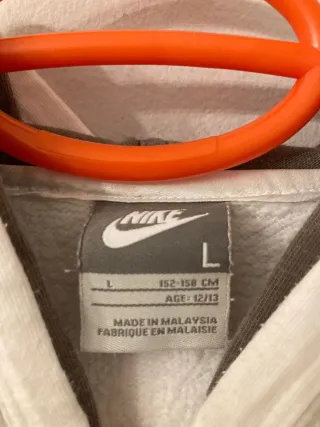 NIKE
L
L 152-158 CM
AGE: 12/13
MADE IN MALAYSIA
FABRIQUE EN MALAISIE